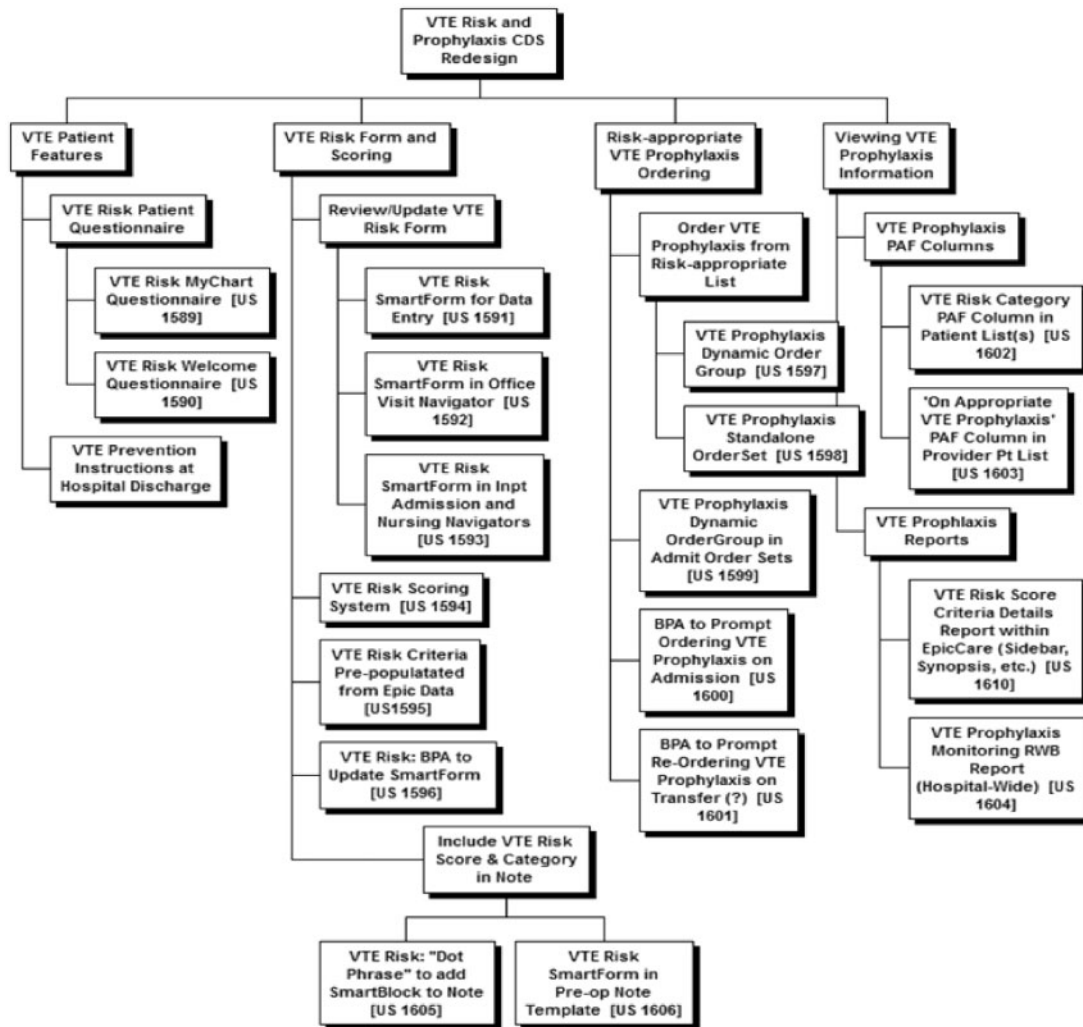 VTE Risk and
Prophylaxis CDS
Redesign
VTE Patient
Features
VTE Risk Patient
Questionnaire
VTE Risk MyChart
Questionnaire [US
1589]
VTE Risk Welcome
Questionnaire [US
1590]
VTE Prevention
Instructions at
Hospital Discharge
VTE Risk Form and
Scoring
Review/Update VTE
Risk Form
VTE Risk
SmartForm for Data
Entry [US 1591]
VTE Risk
SmartForm in Office
Visit Navigator [US
1592]
VTE Risk
SmartForm in Inpt
Admission and
Nursing Navigators
[US 1593]
VTE Risk Scoring
System [US 1594]
VTE Risk Criteria
Pre-populatated
from Epic Data
[US1595]
VTE Risk: BPA to
Update SmartForm
[US 1596]
Include VTE Risk
Score & Category
in Note
VTE Risk: "Dot
Phrase" to add
SmartBlock to Note
[US 1605]
VTE Risk
SmartForm in
Pre-op Note
Template [US 1606]
Risk-appropriate
VTE Prophylaxis
Ordering
Order VTE
Prophylaxis from
Risk-appropriate
List
VTE Prophylaxis
Dynamic Order
Group [US 1597]
VTE Prophylaxis
Standalone
OrderSet [US 1598]
VTE Prophylaxis
Dynamic
OrderGroup in
Admit Order Sets
[US 1599]
BPA to Prompt
Ordering VTE
Prophylaxis on
Admission [US
1600]
BPA to Prompt
Re-Ordering VTE
Prophylaxis on
Transfer (?) [US
1601]
Viewing VTE
Prophylaxis
Information
VTE Prophylaxis
PAF Columns
VTE Risk Category
PAF Column in
Patient List(s) [US
1602]
'On Appropriate
VTE Prophylaxis'
PAF Column in
Provider Pt List
[US 1603]
VTE Prophlaxis
Reports
VTE Risk Score
Criteria Details
Report within
EpicCare (Sidebar,
Synopsis, etc.) [US
1610]
VTE Prophylaxis
Monitoring RWB
Report
(Hospital-Wide) [US
1604]